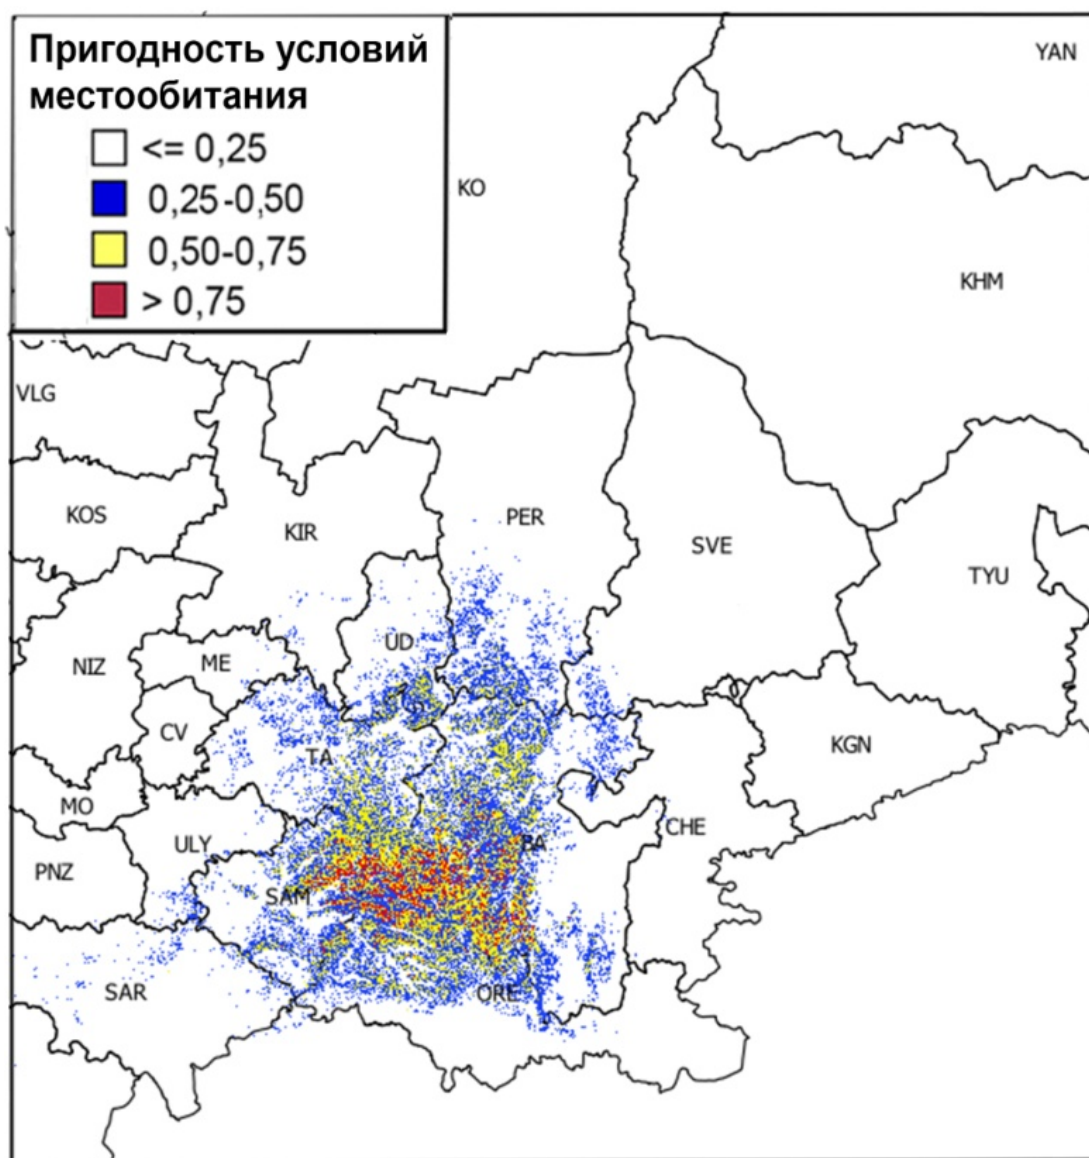 Пригодность условий
местообитания
<= 0,25
0,25-0,50
0,50-0,75
> 0,75
YAN
KO
KHM
VLG
KOS
KIR
PER
SVE
TYU
UD
NIZ
ME
CV
TA
KGN
MO
ULY
BA
CHE
PNZ
SAM
SAR
ORE